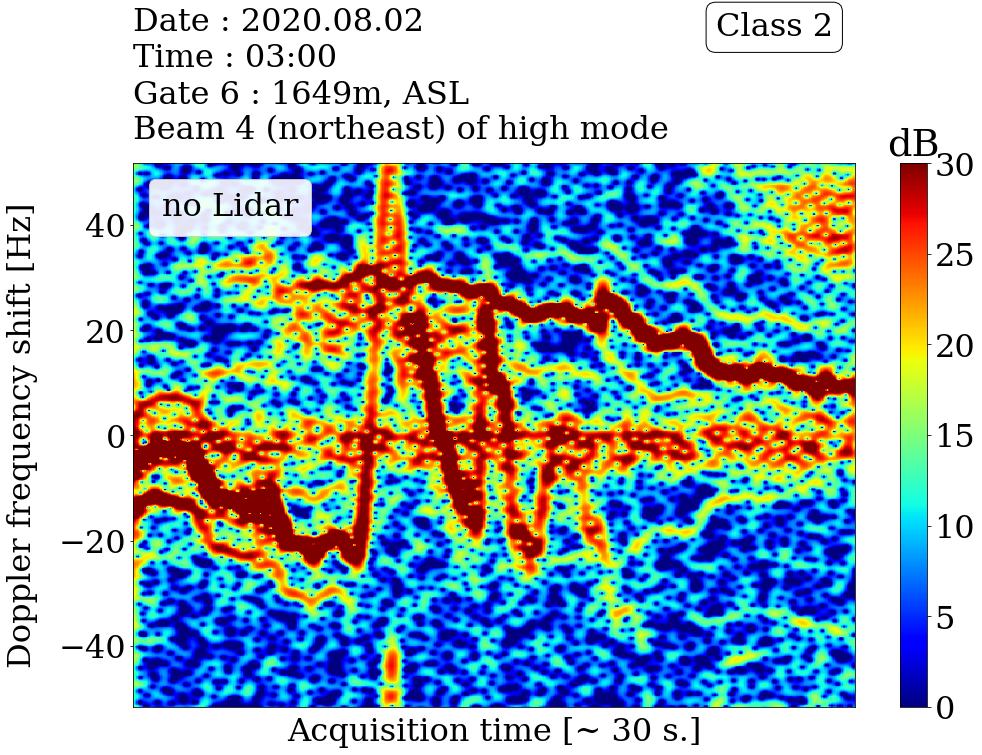 Date : 2020.08.02
Time : 03:00
Gate 6 : 1649m, ASL
Beam 4 (northeast) of high mode
Class 2
dB
no Lidar
Doppler frequency shift [Hz]
40
20
0
−20
−40
30
25
20
15
10
5
0
Acquisition time [~ 30 s.]